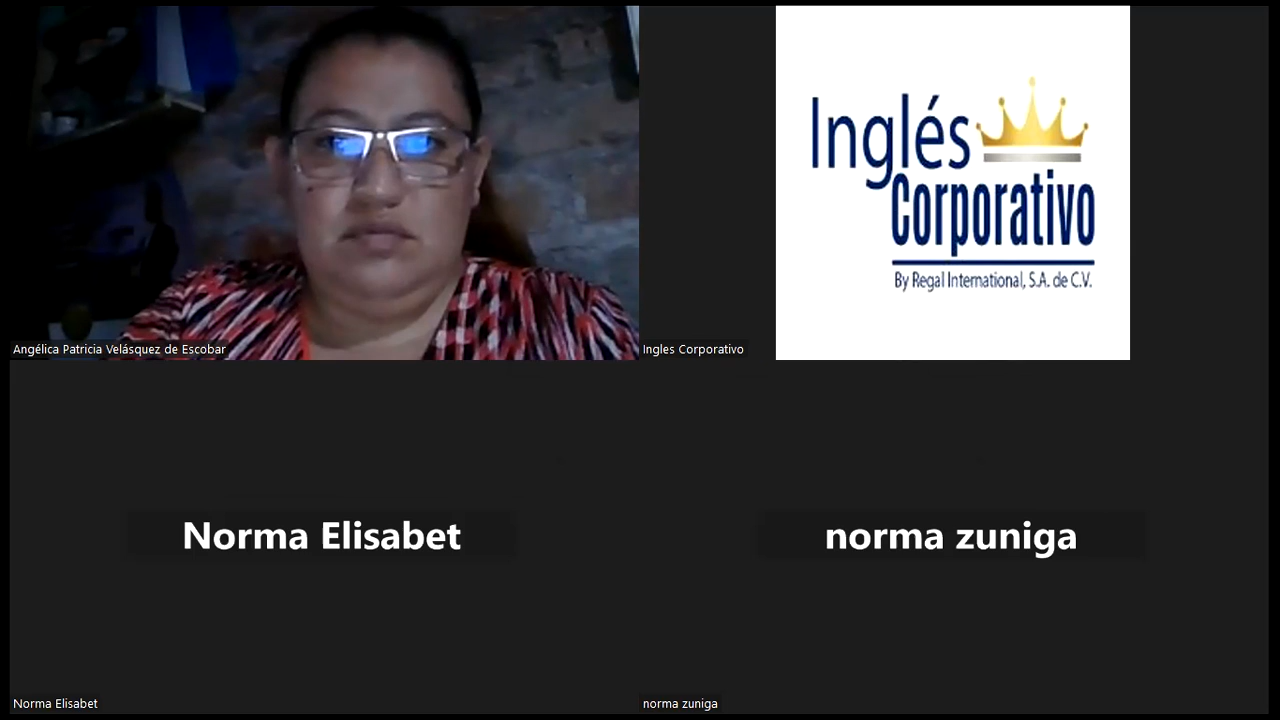 Angélica Patricia Velásquez de Escobar
Inglés
Corporativo
By Regal International, S.A. de C.V.
Ingles Corporativo
Norma Elisabet
norma zuniga
Norma Elisabet
norma zuniga